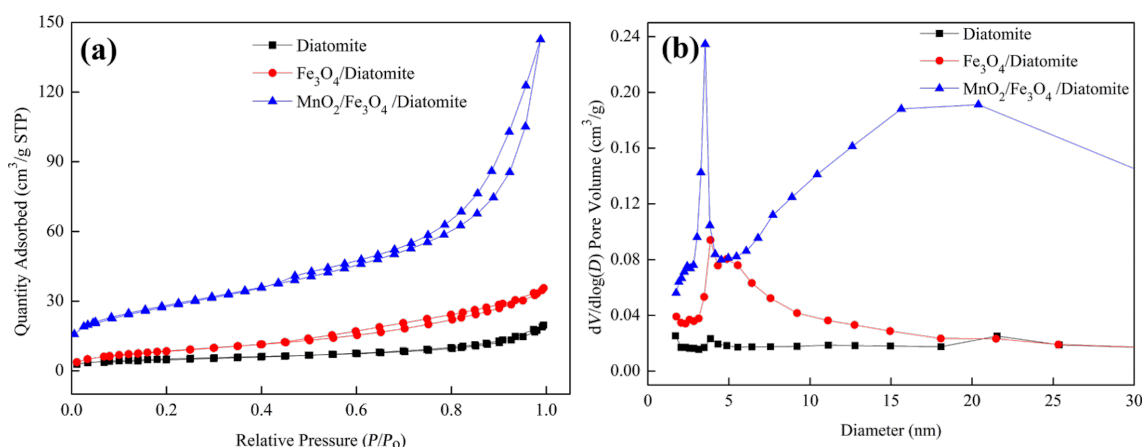 (a)
Diatomite
Fe₃O₄/Diatomite
MnO₂/Fe₃O₄ /Diatomite
Quantity Adsorbed (cm³/g STP)
150
120
90
60
30
0
0.0 0.2 0.4 0.6 0.8 1.0
Relative Pressure (P/P₀)
(b)
Diatomite
Fe₃O₄/Diatomite
MnO₂/Fe₃O₄ /Diatomite
dV/dlog(D) Pore Volume (cm³/g)
0.24
0.20
0.16
0.12
0.08
0.04
0.00
0 5 10 15 20 25 30
Diameter (nm)